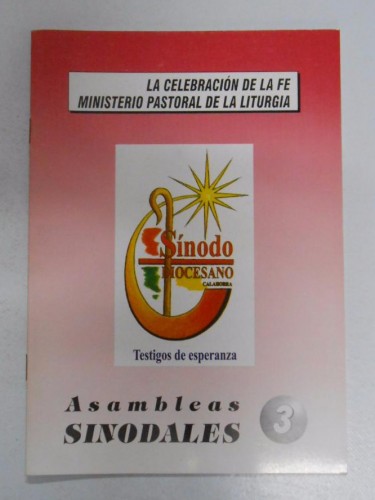 LA CELEBRACIÓN DE LA FE
MINISTERIO PASTORAL DE LA LITURGIA
Sínodo
DIOCESANO
CALAHORRA
Testigos de esperanza
Asambleas
SINODALES
3